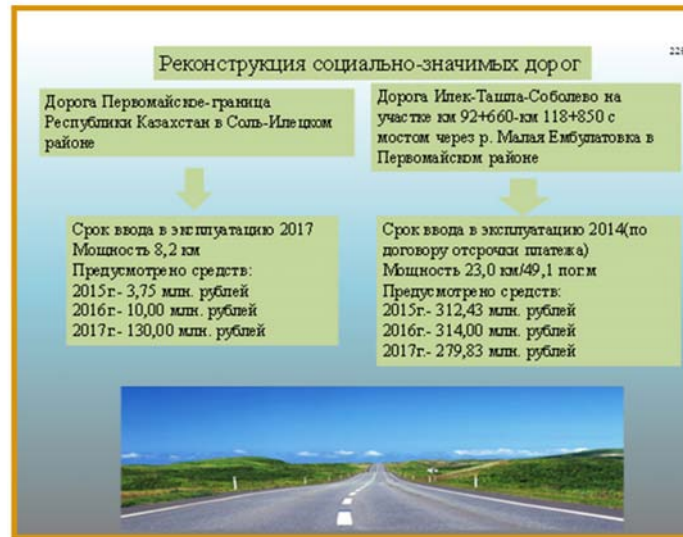 228
Реконструкция социально-значимых дорог
Дорога Первомайское-граница
Республики Казахстан в Соль-Илецком
районе
Срок ввода в эксплуатацию 2017
Мощность 8,2 км
Предусмотрено средств:
2015г.- 3,75 млн. рублей
2016г.- 10,00 млн. рублей
2017г.- 130,00 млн. рублей
Дорога Илек-Ташла-Соболево на
участке км 92+660-км 118+850 с
мостом через р. Малая Ембулатовка в
Первомайском районе
Срок ввода в эксплуатацию 2014(по
договору отсрочки платежа)
Мощность 23,0 км/49,1 пог.м
Предусмотрено средств:
2015г.- 312,43 млн. рублей
2016г.- 314,00 млн. рублей
2017г.- 279,83 млн. рублей